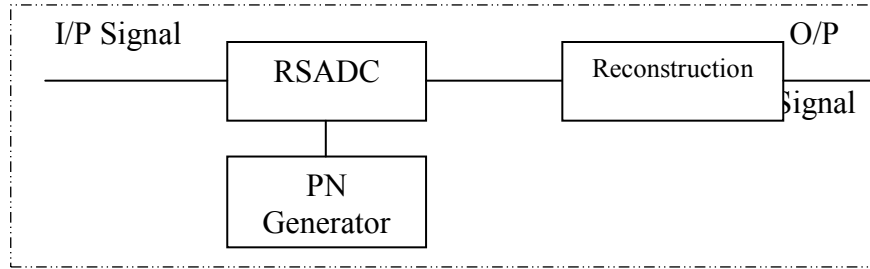 I/P Signal
O/P
RSADC
Reconstruction
Signal
PN
Generator